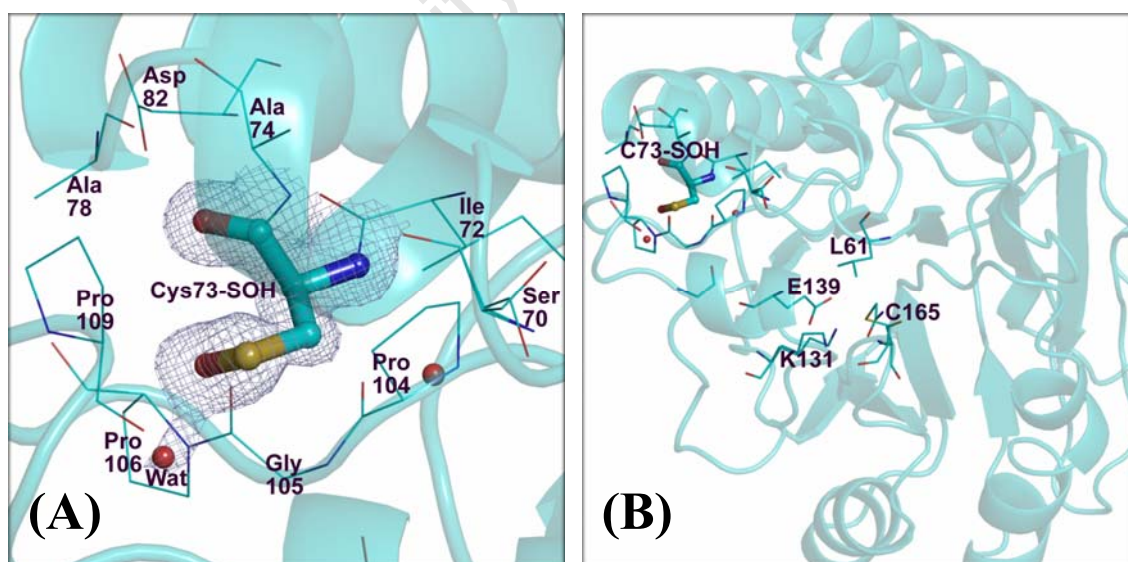 Asp
82
Ala
74
Ala
78
Ile
72
Cys73-SOH
Ser
70
Pro
109
Pro
104
Pro
106
Wat
Gly
105
(A)
C73-SOH
L61
E139
C165
K131
(B)